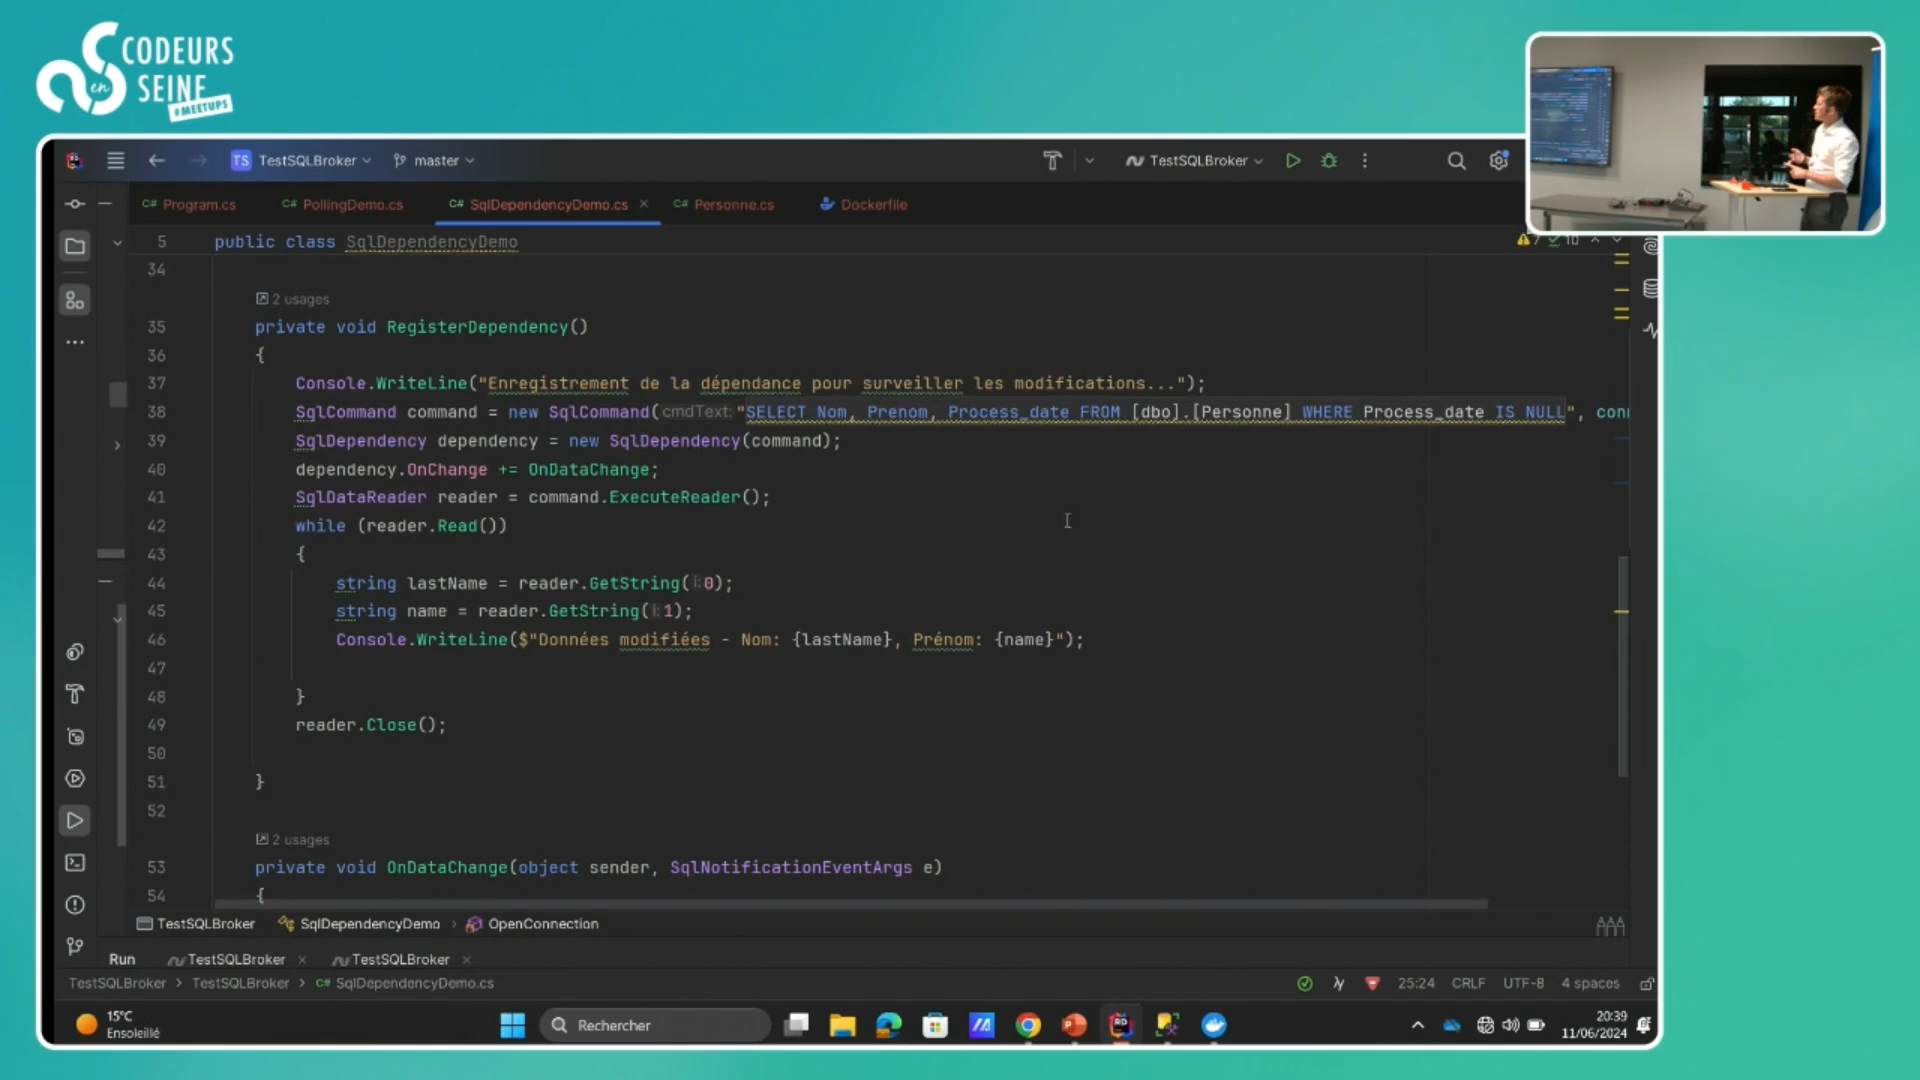 CODEURS
en
SEINE
#MEETUPS
TS TestSQLBroker master TestSQLBroker
C# Program.cs C# PollingDemo.cs C# SqlDependencyDemo.cs C# Personne.cs Dockerfile
5 public class SqlDependencyDemo 7 10
34
2 usages
35 private void RegisterDependency()
36 {
37 Console.WriteLine("Enregistrement de la dépendance pour surveiller les modifications...");
38 SqlCommand command = new SqlCommand(cmdText: "SELECT Nom, Prenom, Process_date FROM [dbo].[Personne] WHERE Process_date IS NULL", conn
39 SqlDependency dependency = new SqlDependency(command);
40 dependency.OnChange += OnDataChange;
41 SqlDataReader reader = command.ExecuteReader();
42 while (reader.Read())
43 {
44 string lastName = reader.GetString(i: 0);
45 string name = reader.GetString(i: 1);
46 Console.WriteLine($"Données modifiées - Nom: {lastName}, Prénom: {name}");
47
48 }
49 reader.Close();
50
51 }
52
2 usages
53 private void OnDataChange(object sender, SqlNotificationEventArgs e)
54 {
TestSQLBroker SqlDependencyDemo › OpenConnection
Run TestSQLBroker × TestSQLBroker ×
TestSQLBroker › TestSQLBroker › C# SqlDependencyDemo.cs 25:24 CRLF UTF-8 4 spaces
15°C
Ensoleillé
Rechercher
20:39
11/06/2024